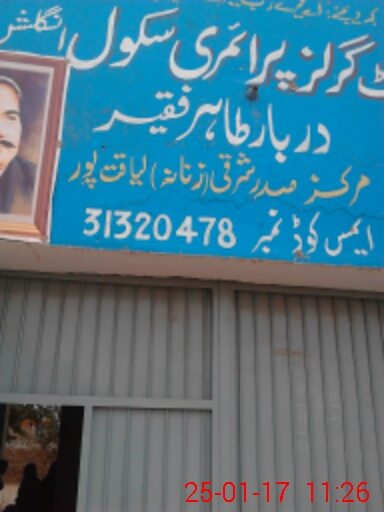 ٹ گرلز پرائمری سکول انگلش
دربار طاہر فقیر
مرکز صدر شرقی (زنانہ) لیاقت پور
ایمس کوڈ نمبر 31320478
25-01-17 11:26